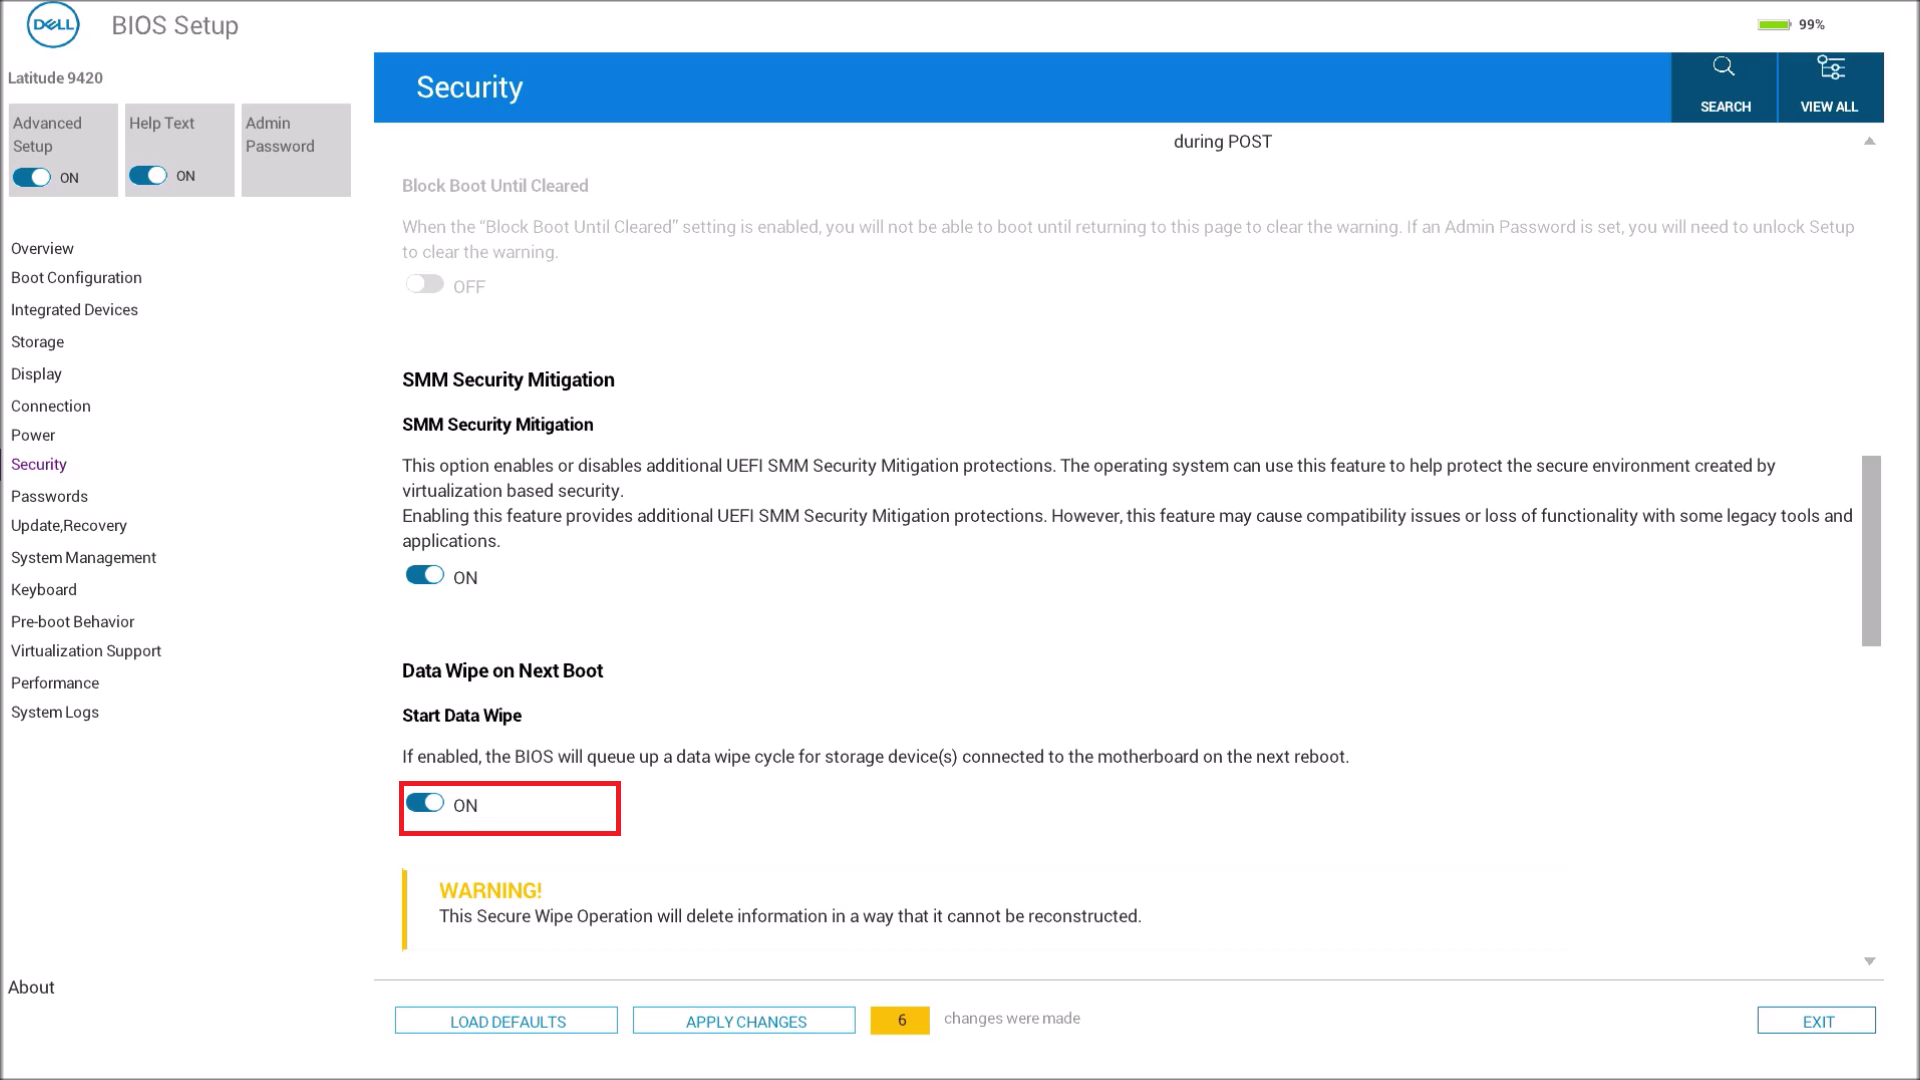 DELL
BIOS Setup
99%
Latitude 9420
Advanced
Setup
ON
Help Text
ON
Admin
Password
Overview
Boot Configuration
Integrated Devices
Storage
Display
Connection
Power
Security
Passwords
Update,Recovery
System Management
Keyboard
Pre-boot Behavior
Virtualization Support
Performance
System Logs
About
Security
SEARCH
VIEW ALL
during POST
Block Boot Until Cleared
When the “Block Boot Until Cleared” setting is enabled, you will not be able to boot until returning to this page to clear the warning. If an Admin Password is set, you will need to unlock Setup
to clear the warning.
OFF
SMM Security Mitigation
SMM Security Mitigation
This option enables or disables additional UEFI SMM Security Mitigation protections. The operating system can use this feature to help protect the secure environment created by
virtualization based security.
Enabling this feature provides additional UEFI SMM Security Mitigation protections. However, this feature may cause compatibility issues or loss of functionality with some legacy tools and
applications.
ON
Data Wipe on Next Boot
Start Data Wipe
If enabled, the BIOS will queue up a data wipe cycle for storage device(s) connected to the motherboard on the next reboot.
ON
WARNING!
This Secure Wipe Operation will delete information in a way that it cannot be reconstructed.
LOAD DEFAULTS
APPLY CHANGES
6
changes were made
EXIT